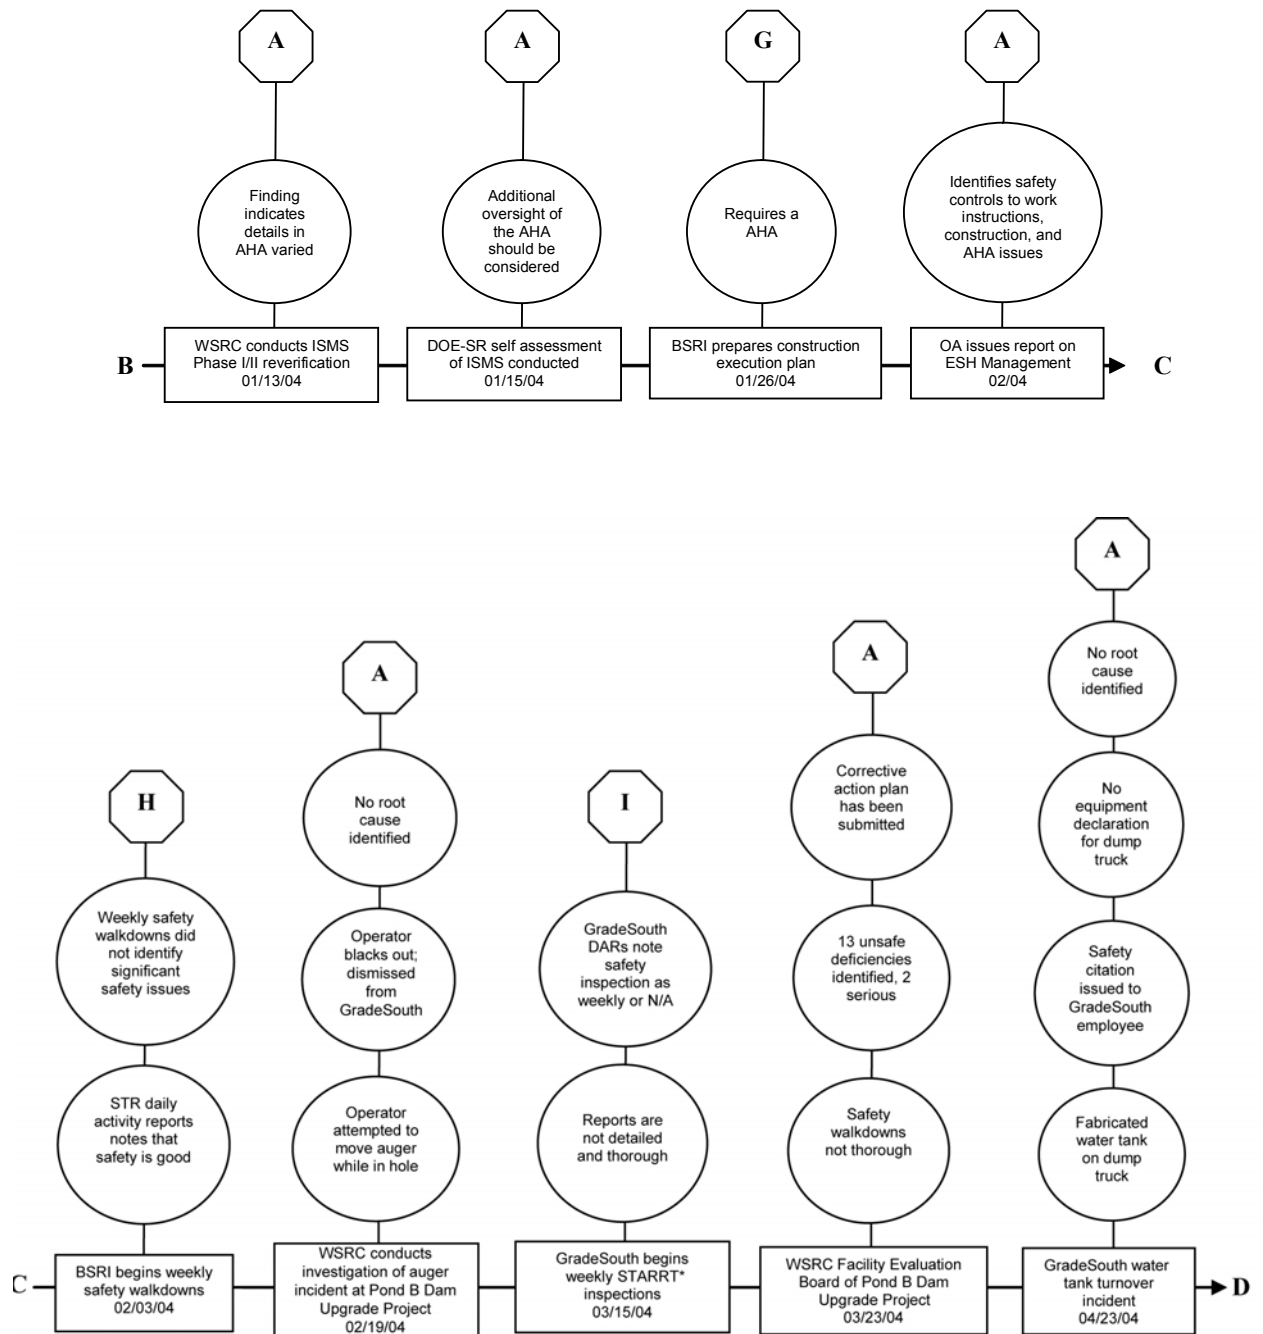 A
A
G
A
Finding
indicates
details in
AHA varied
Additional
oversight of
the AHA
should be
considered
Requires a
AHA
Identifies safety
controls to work
instructions,
construction, and
AHA issues
B
WSRC conducts ISMS
Phase I/II reverification
01/13/04
DOE-SR self assessment
of ISMS conducted
01/15/04
BSRI prepares construction
execution plan
01/26/04
OA issues report on
ESH Management
02/04
C
H
Weekly safety
walkdowns did
not identify
significant
safety issues
STR daily
activity reports
notes that
safety is good
A
No root
cause
identified
Operator
blacks out;
dismissed
from
GradeSouth
Operator
attempted to
move auger
while in hole
I
GradeSouth
DARs note
safety
inspection as
weekly or N/A
Reports are
not detailed
and thorough
A
Corrective
action plan
has been
submitted
13 unsafe
deficiencies
identified, 2
serious
Safety
walkdowns
not thorough
A
No root
cause
identified
No
equipment
declaration
for dump
truck
Safety
citation
issued to
GradeSouth
employee
Fabricated
water tank
on dump
truck
C
BSRI begins weekly
safety walkdowns
02/03/04
WSRC conducts
investigation of auger
incident at Pond B Dam
Upgrade Project
02/19/04
GradeSouth begins
weekly STARRT*
inspections
03/15/04
WSRC Facility Evaluation
Board of Pond B Dam
Upgrade Project
03/23/04
GradeSouth water
tank turnover
incident
04/23/04
D